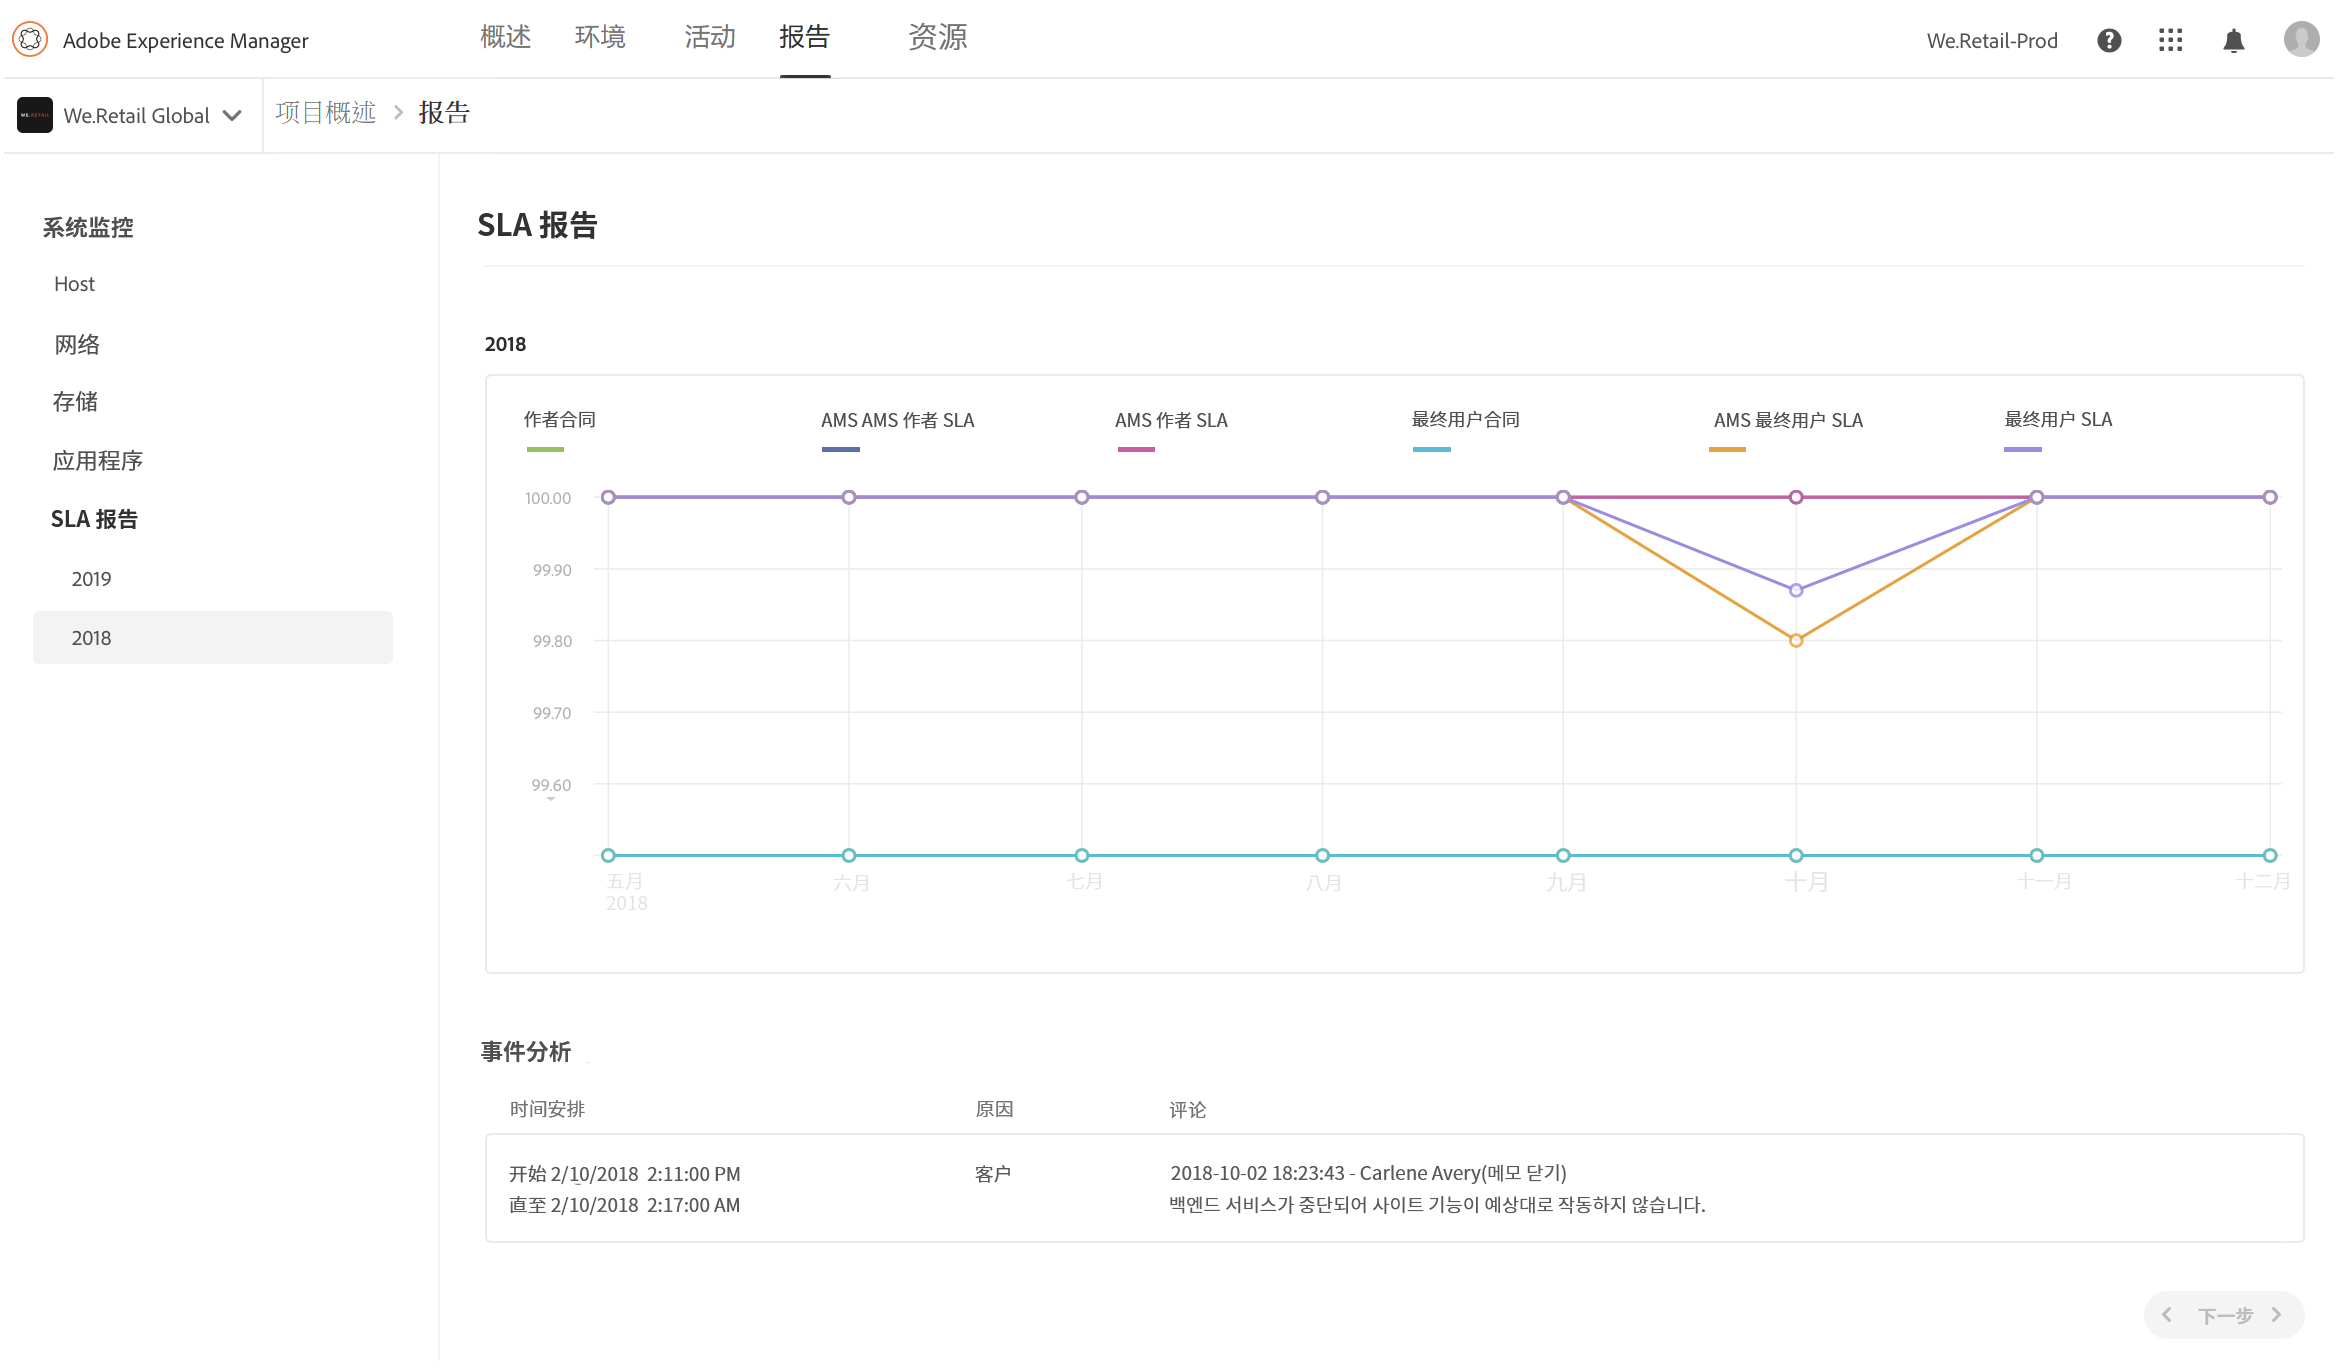 Adobe Experience Manager
概述 环境 活动 报告 资源
We.Retail-Prod
WE.RETAIL
We.Retail Global
项目概述 > 报告
系统监控
Host
网络
存储
应用程序
SLA 报告
2019
2018
SLA 报告
2018
作者合同 AMS AMS 作者 SLA AMS 作者 SLA 最终用户合同 AMS 最终用户 SLA 最终用户 SLA
100.00
99.90
99.80
99.70
99.60
五月 六月 七月 八月 九月 十月 十一月 十二月
2018
事件分析
时间安排 原因 评论
开始 2/10/2018 2:11:00 PM 客户 2018-10-02 18:23:43 - Carlene Avery(메모 닫기)
直至 2/10/2018 2:17:00 AM 백엔드 서비스가 중단되어 사이트 기능이 예상대로 작동하지 않습니다.
下一步